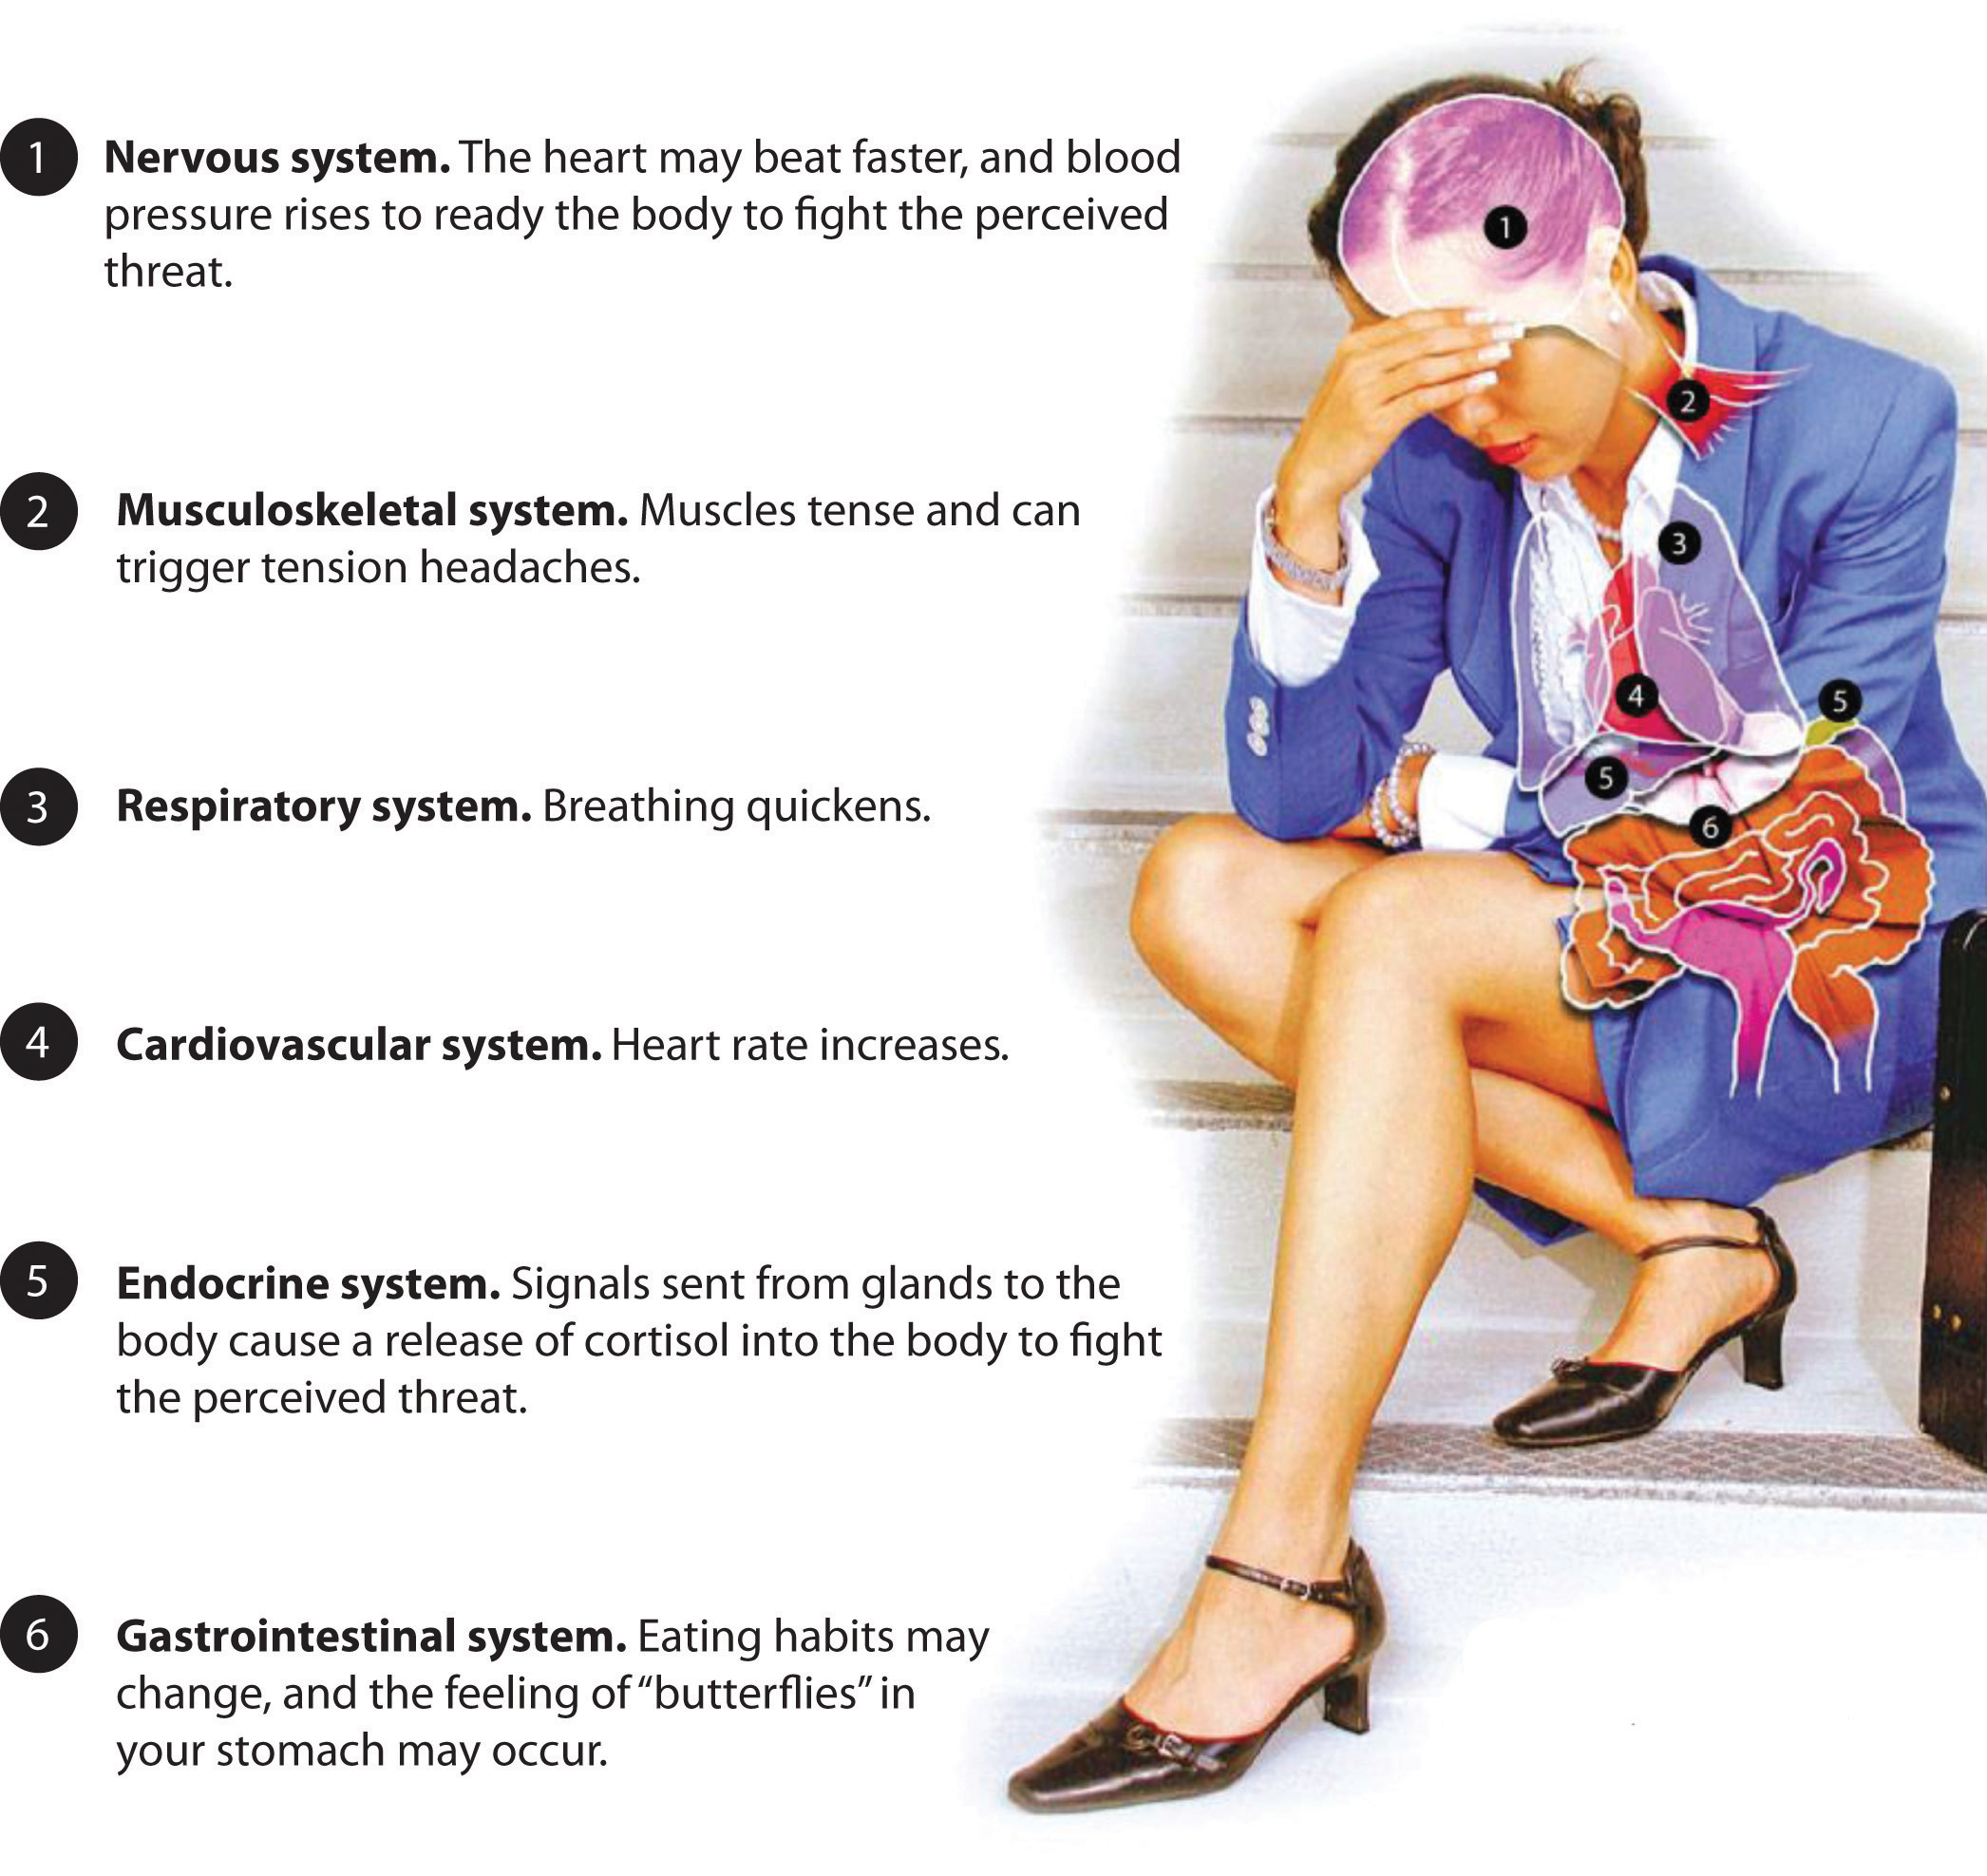 1 Nervous system. The heart may beat faster, and blood
pressure rises to ready the body to fight the perceived
threat.
2 Musculoskeletal system. Muscles tense and can
trigger tension headaches.
3 Respiratory system. Breathing quickens.
4 Cardiovascular system. Heart rate increases.
5 Endocrine system. Signals sent from glands to the
body cause a release of cortisol into the body to fight
the perceived threat.
6 Gastrointestinal system. Eating habits may
change, and the feeling of “butterflies” in
your stomach may occur.
1
2
3
4
5
5
6